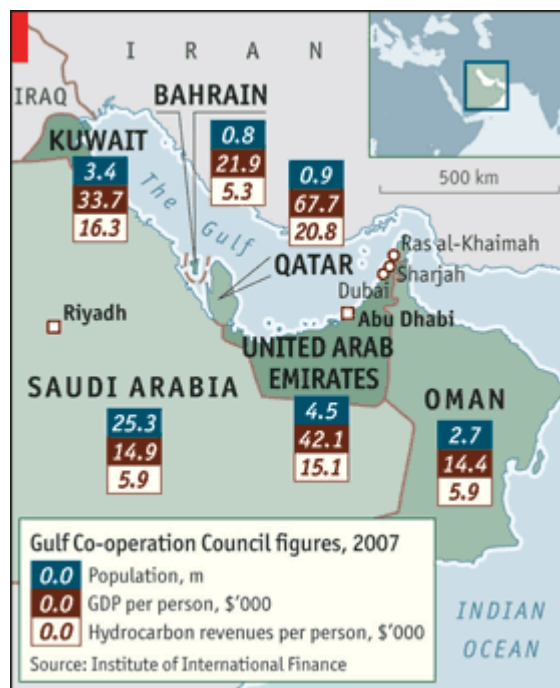 I R A N
IRAQ
BAHRAIN
KUWAIT
3.4
33.7
16.3
0.8
21.9
5.3
0.9
67.7
20.8
500 km
The Gulf
QATAR
Ras al-Khaimah
Sharjah
Dubai
Abu Dhabi
Riyadh
UNITED ARAB
EMIRATES
4.5
42.1
15.1
SAUDI ARABIA
25.3
14.9
5.9
OMAN
2.7
14.4
5.9
Gulf Co-operation Council figures, 2007
0.0 Population, m
0.0 GDP per person, $'000
0.0 Hydrocarbon revenues per person, $'000
Source: Institute of International Finance
INDIAN
OCEAN